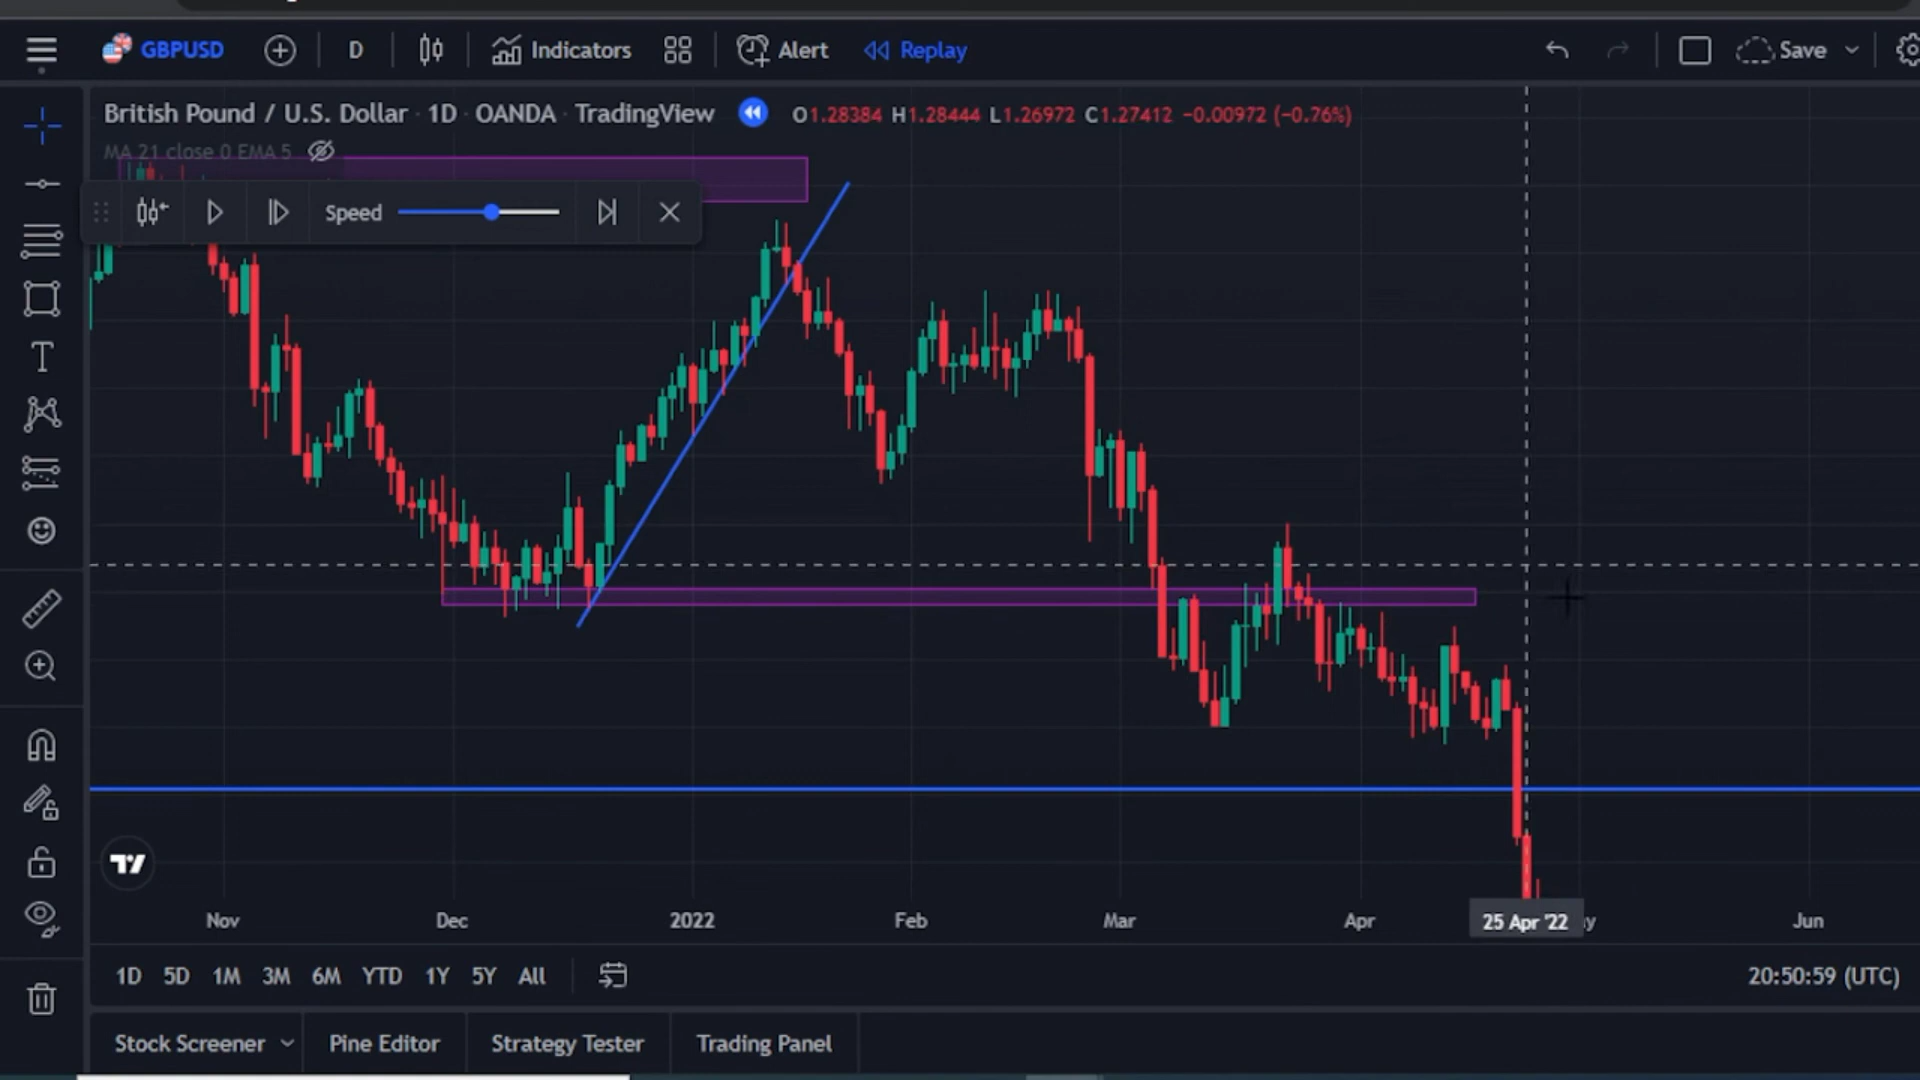 GBPUSD D Indicators Alert Replay Save
British Pound / U.S. Dollar · 1D · OANDA · TradingView O1.28384 H1.28444 L1.26972 C1.27412 −0.00972 (−0.76%)
MA 21 close 0 EMA 5
Speed
Nov Dec 2022 Feb Mar Apr 25 Apr '22 Jun
1D 5D 1M 3M 6M YTD 1Y 5Y All 20:50:59 (UTC)
Stock Screener Pine Editor Strategy Tester Trading Panel